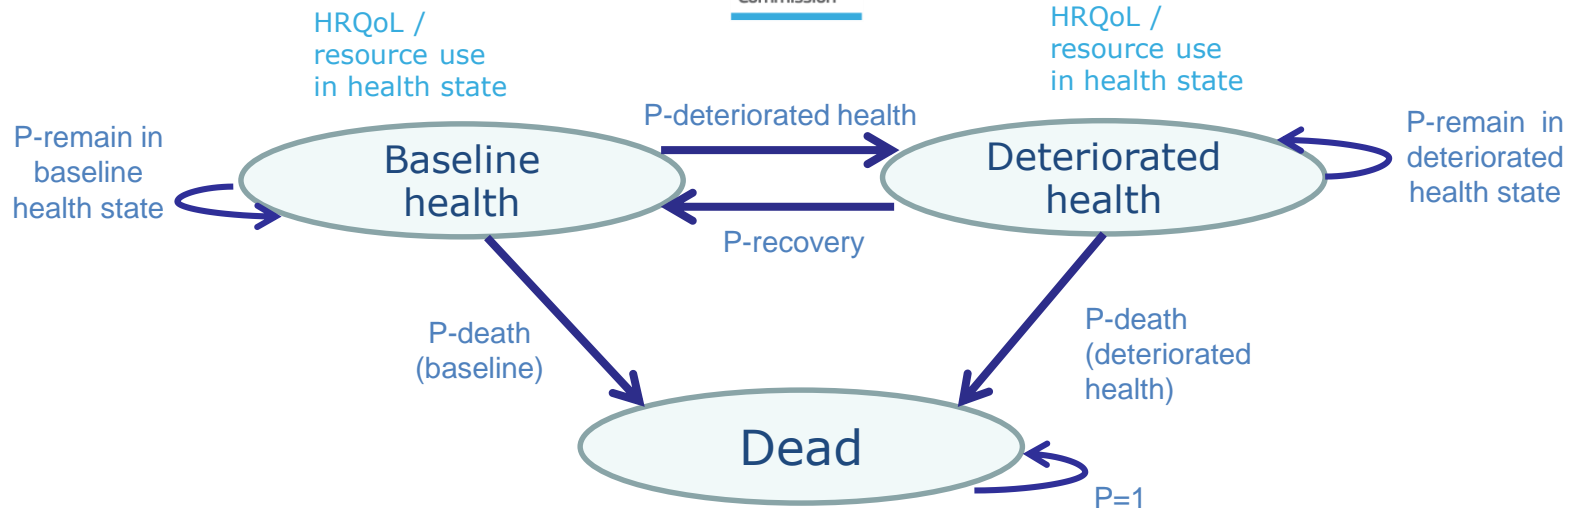 Commission
HRQoL /
resource use
in health state
HRQoL /
resource use
in health state
P-remain in
baseline
health state
Baseline
health
P-deteriorated health
P-recovery
Deteriorated
health
P-remain in
deteriorated
health state
P-death
(baseline)
P-death
(deteriorated
health)
Dead
P=1